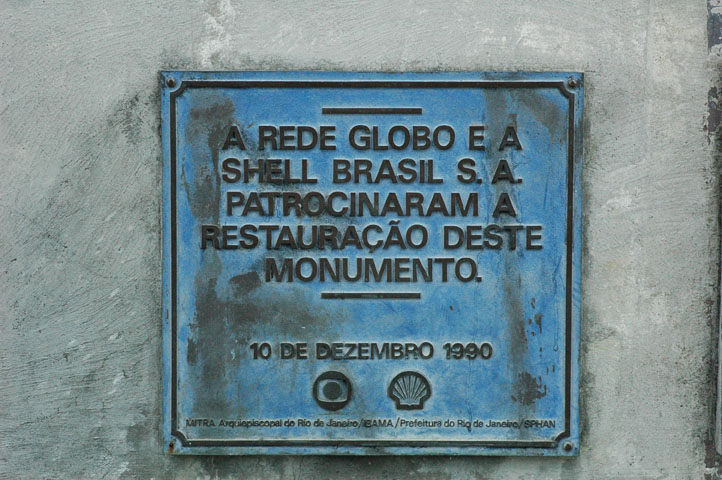 A REDE GLOBO E A
SHELL BRASIL S. A.
PATROCINARAM A
RESTAURAÇÃO DESTE
MONUMENTO.
10 DE DEZEMBRO 1990
MITRA Arquiepiscopal do Rio de Janeiro/IBAMA/Prefeitura do Rio de Janeiro/SPHAN